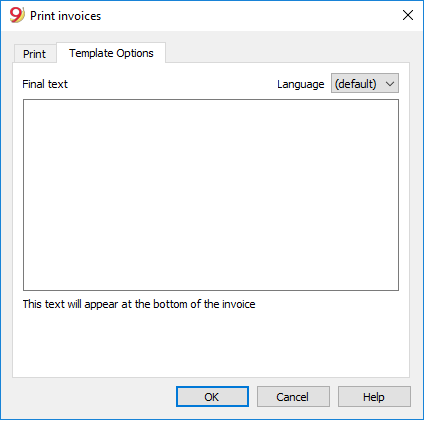 9 Print invoices
Print Template Options
Final text Language (default)
This text will appear at the bottom of the invoice
OK Cancel Help